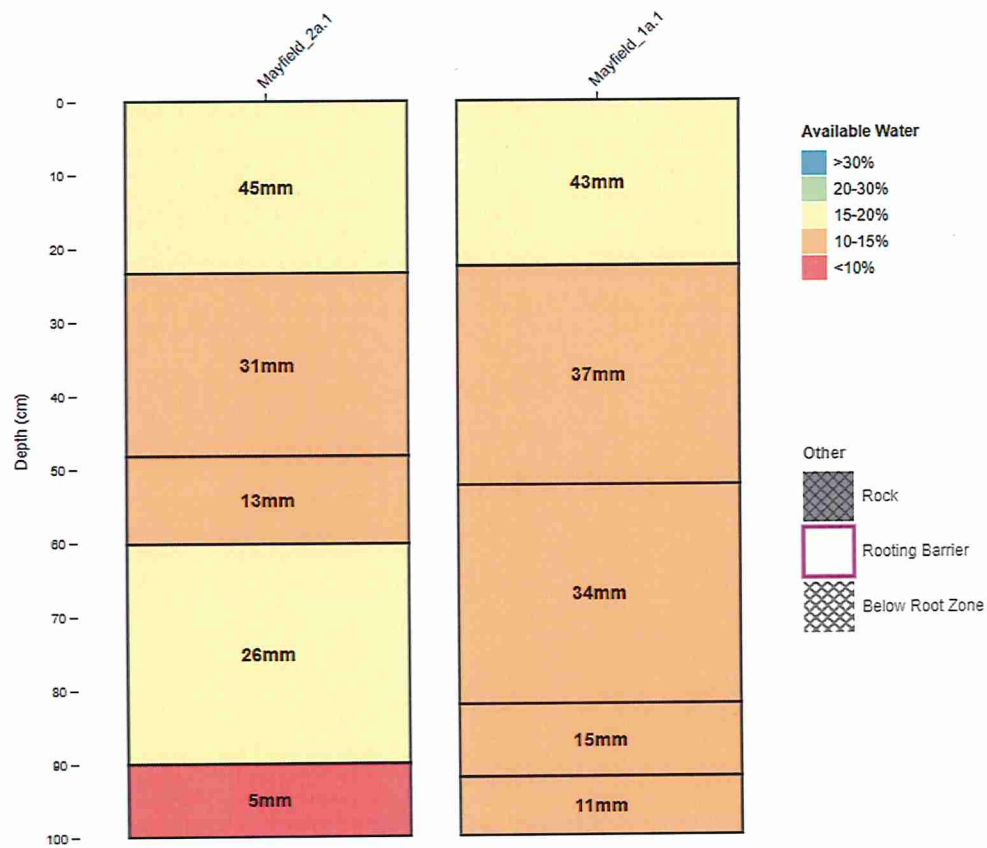 Mayfield_2a.1
Mayfield_1a.1
Depth (cm)
0
10
20
30
40
50
60
70
80
90
100
45mm
31mm
13mm
26mm
5mm
43mm
37mm
34mm
15mm
11mm
Available Water
>30%
20-30%
15-20%
10-15%
<10%
Other
Rock
Rooting Barrier
Below Root Zone